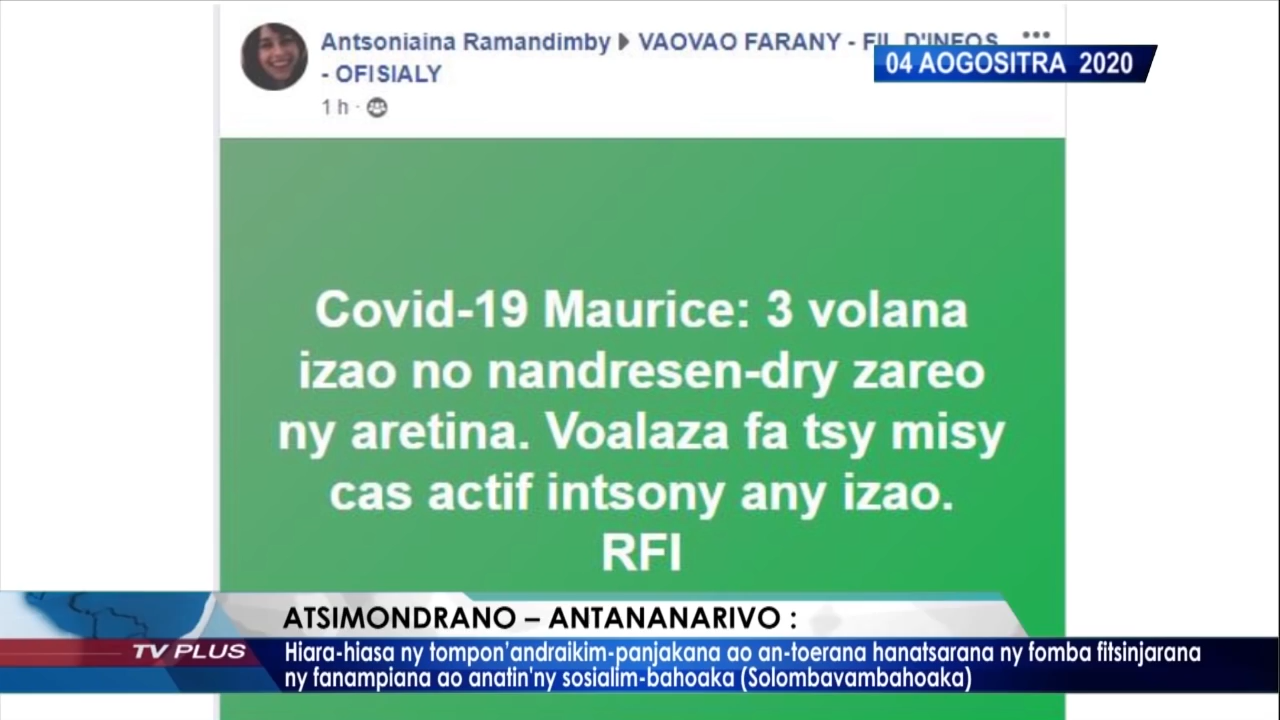 Antsoniaina Ramandimby ▸ VAOVAO FARANY - FIL D'INFOS
- OFISIALY
1 h ·
04 AOGOSITRA 2020
Covid-19 Maurice: 3 volana
izao no nandresen-dry zareo
ny aretina. Voalaza fa tsy misy
cas actif intsony any izao.
RFI
ATSIMONDRANO – ANTANANARIVO :
TV PLUS
Hiara-hiasa ny tompon'andraikim-panjakana ao an-toerana hanatsarana ny fomba fitsinjarana
ny fanampiana ao anatin'ny sosialim-bahoaka (Solombavambahoaka)